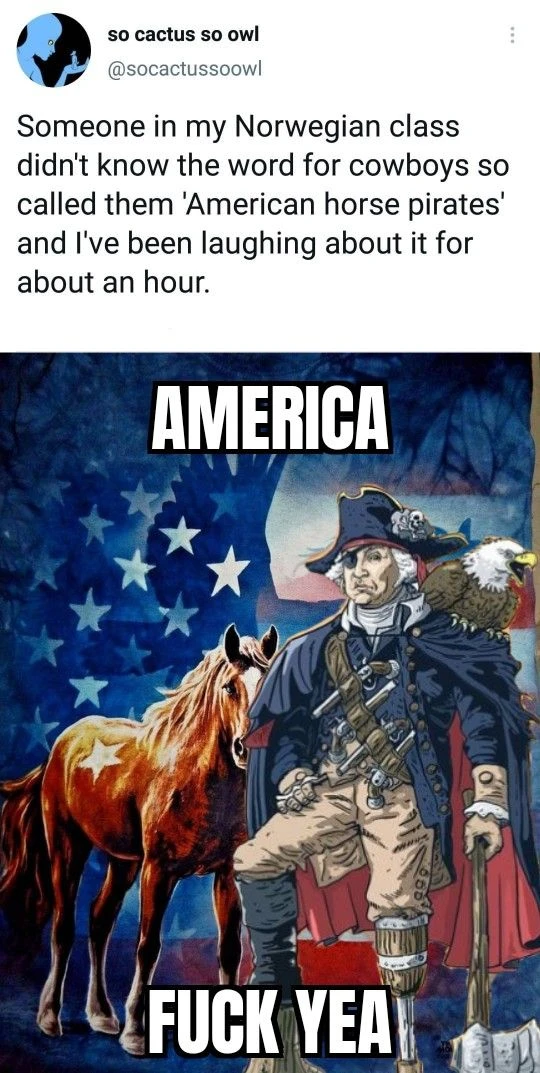 so cactus so owl
@socactussoowl
Someone in my Norwegian class
didn't know the word for cowboys so
called them 'American horse pirates'
and I've been laughing about it for
about an hour.
AMERICA
FUCK YEA